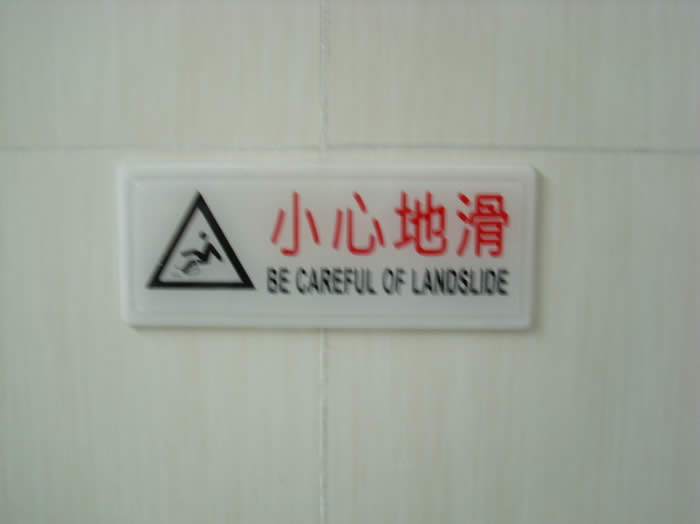 小心地滑
BE CAREFUL OF LANDSLIDE